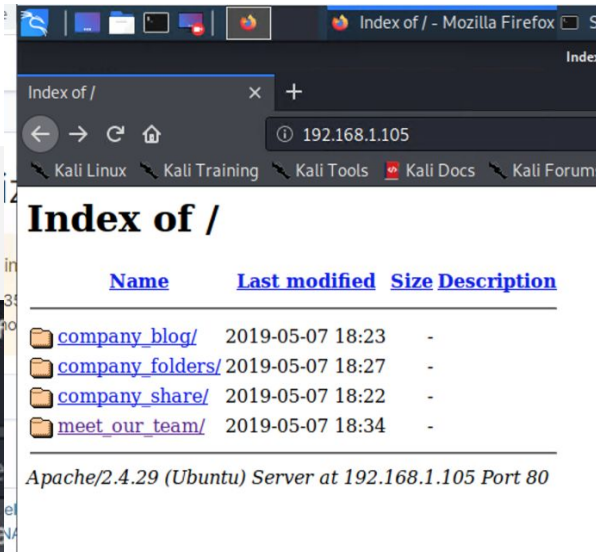 Index of / - Mozilla Firefox
Index of /
192.168.1.105
Kali Linux Kali Training Kali Tools Kali Docs Kali Forums
Index of /
Name Last modified Size Description
company_blog/ 2019-05-07 18:23 -
company_folders/ 2019-05-07 18:27 -
company_share/ 2019-05-07 18:22 -
meet_our_team/ 2019-05-07 18:34 -
Apache/2.4.29 (Ubuntu) Server at 192.168.1.105 Port 80